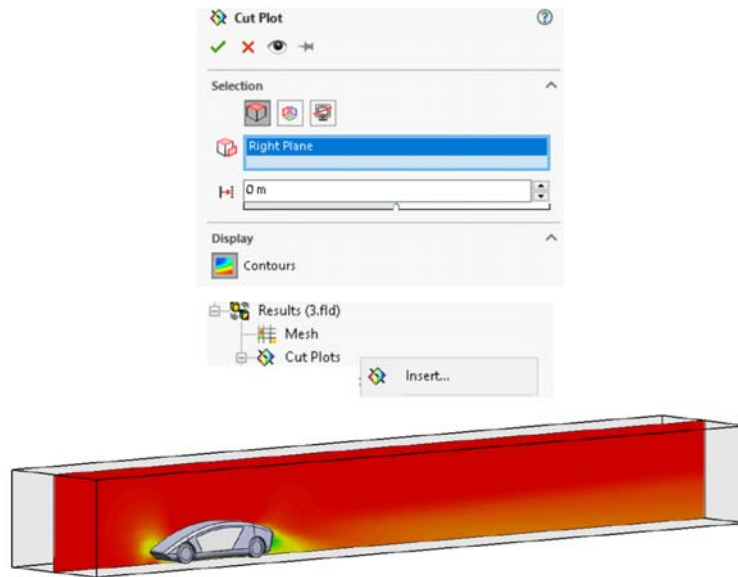 Cut Plot
Selection
Right Plane
0 m
Display
Contours
Results (3.fld)
Mesh
Cut Plots
Insert...